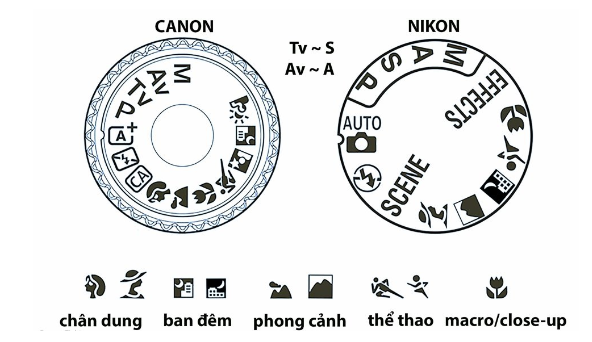 CANON
NIKON
Tv ~ S
Av ~ A
M
Av
Tv
P
A+
CA
M
A
S
P
EFFECTS
AUTO
SCENE
chân dung
ban đêm
phong cảnh
thể thao
macro/close-up